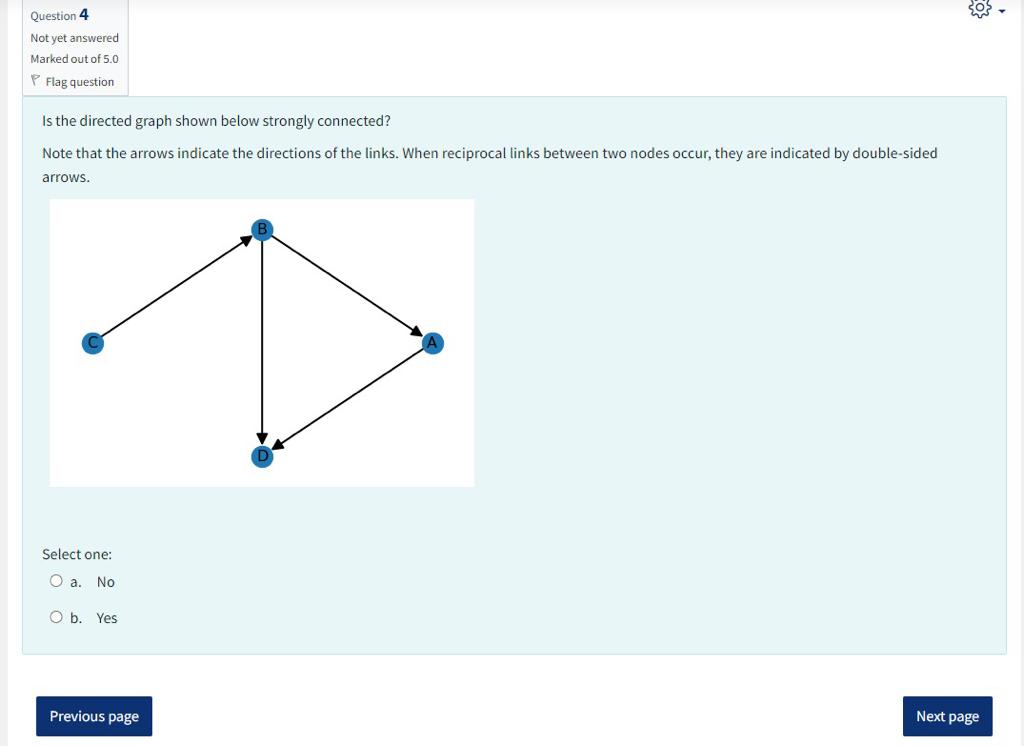 Question 4
Not yet answered
Marked out of 5.0
Flag question
Is the directed graph shown below strongly connected?
Note that the arrows indicate the directions of the links. When reciprocal links between two nodes occur, they are indicated by double-sided
arrows.
B
C
A
D
Select one:
a. No
b. Yes
Previous page
Next page